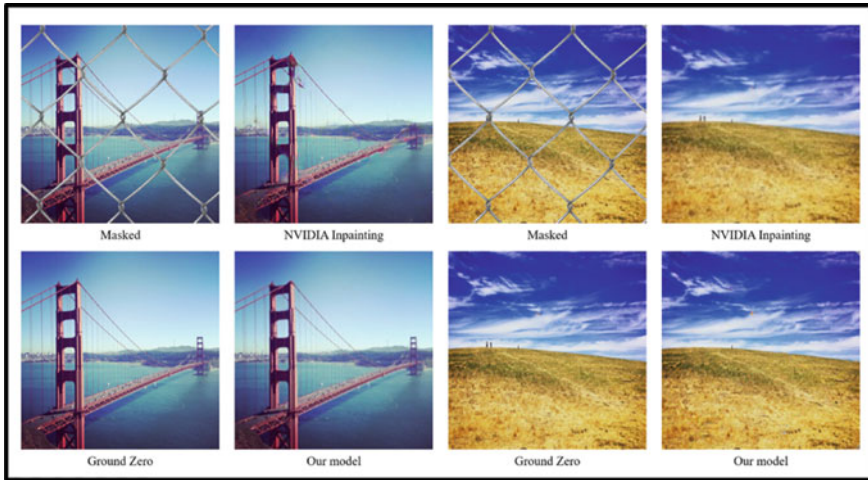 Masked
NVIDIA Inpainting
Masked
NVIDIA Inpainting
Ground Zero
Our model
Ground Zero
Our model